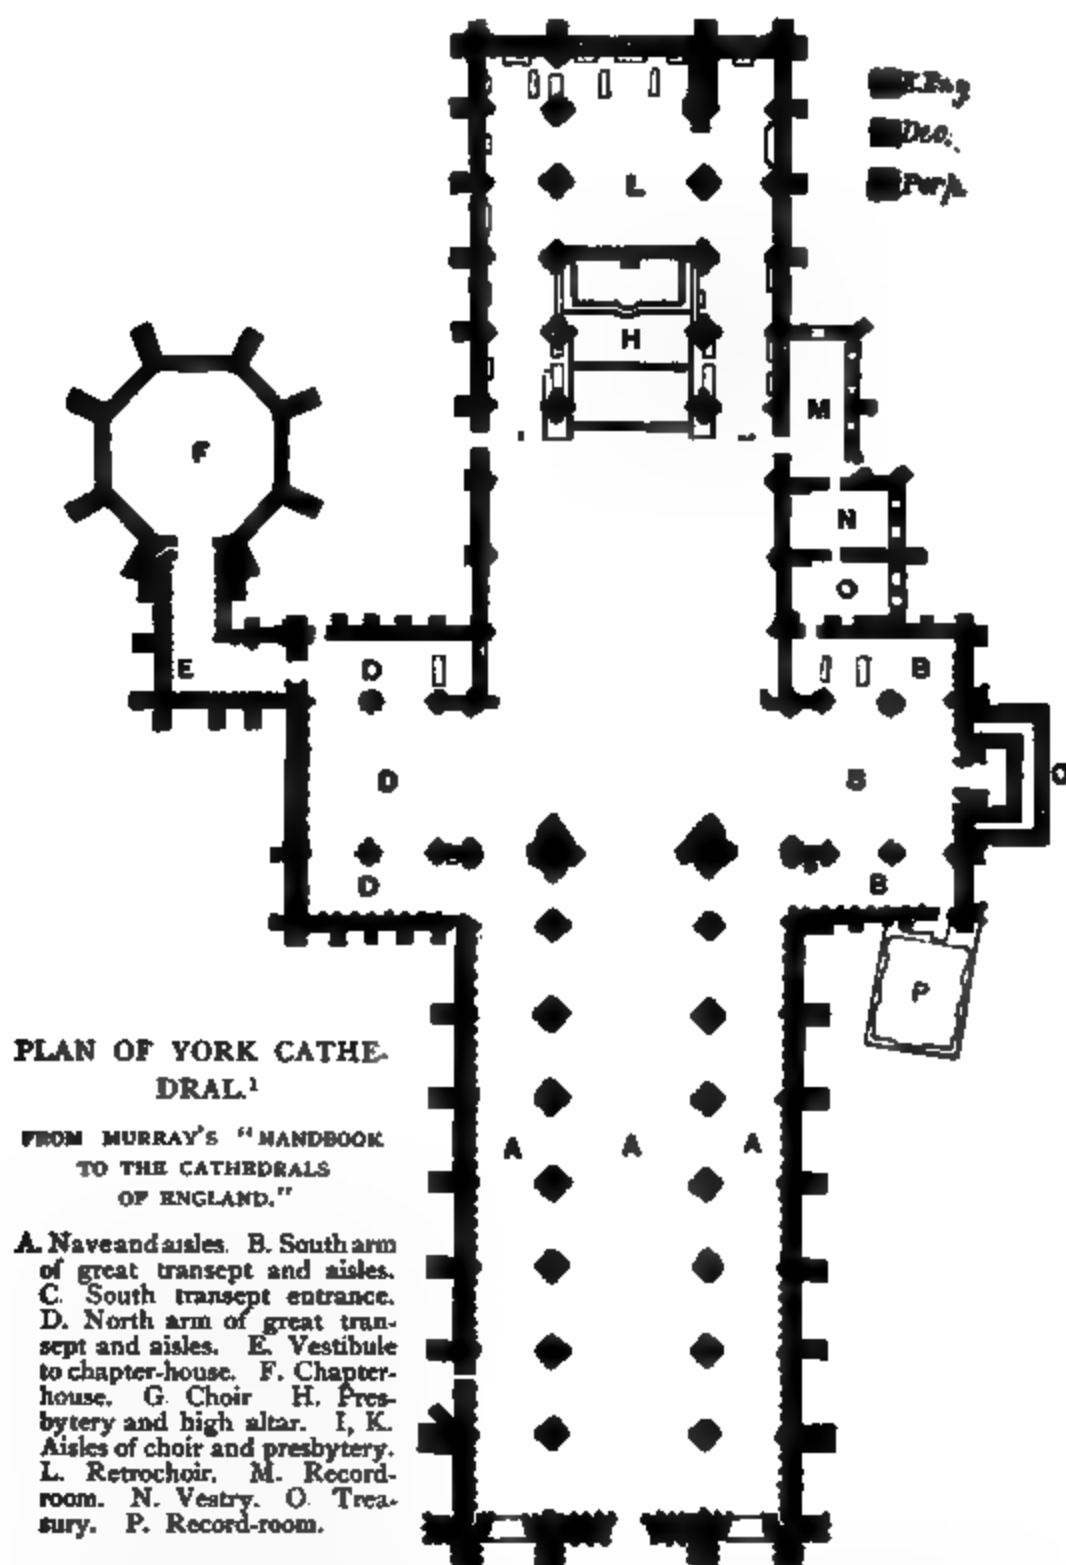 E.Eng
Dec.
Perp.
L
H
M
F
N
O
E
D
B
D
B
C
D
B
P
A A A
PLAN OF YORK CATHE-
DRAL.¹
FROM MURRAY'S "HANDBOOK
TO THE CATHEDRALS
OF ENGLAND."
A. Nave and aisles. B. South arm
of great transept and aisles.
C. South transept entrance.
D. North arm of great tran-
sept and aisles. E. Vestibule
to chapter-house. F. Chapter-
house. G. Choir H. Pres-
bytery and high altar. I, K.
Aisles of choir and presbytery.
L. Retrochoir. M. Record-
room. N. Vestry. O. Trea-
sury. P. Record-room.